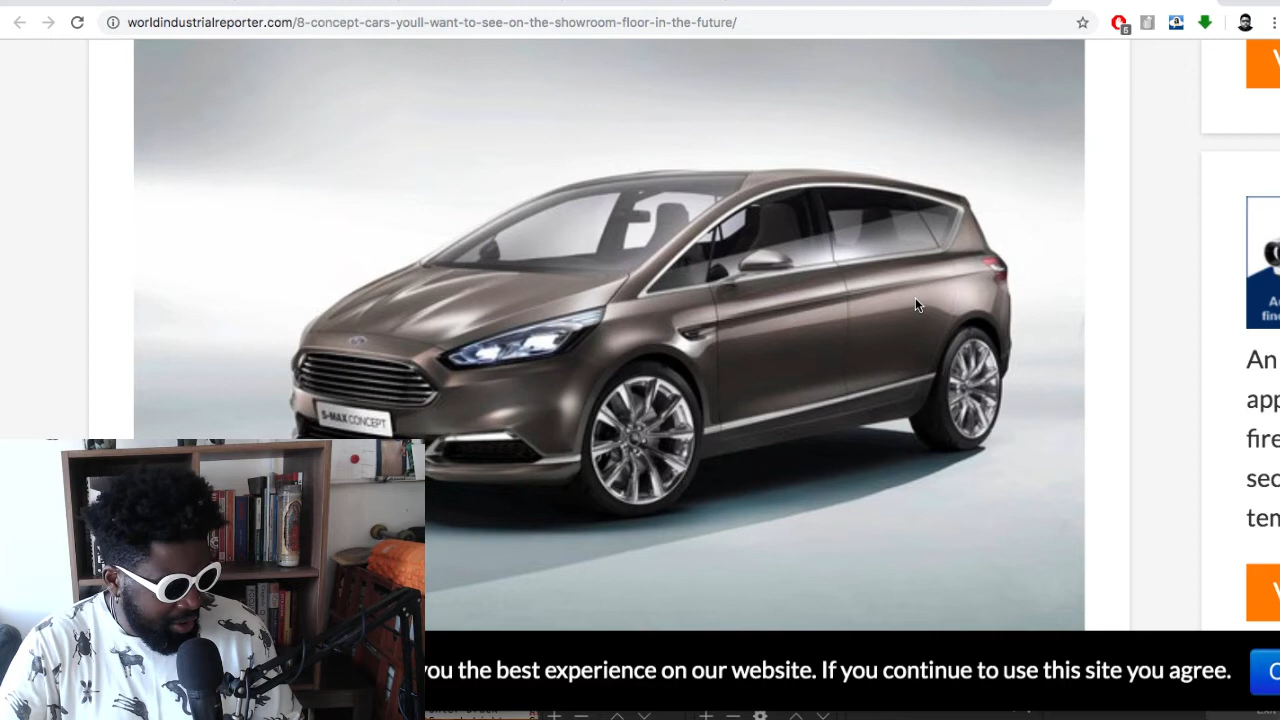 worldindustrialreporter.com/8-concept-cars-youll-want-to-see-on-the-showroom-floor-in-the-future/
5
S-MAX CONCEPT
An
app
fire
sec
ten
you the best experience on our website. If you continue to use this site you agree.